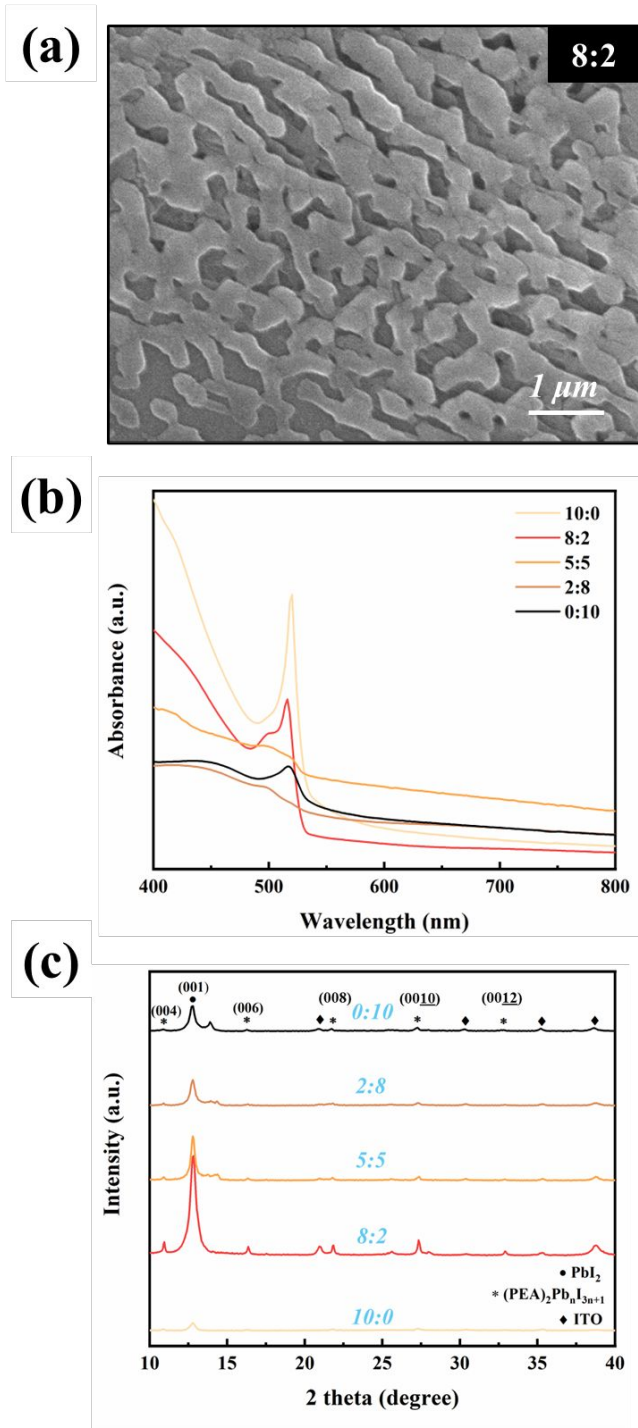 (a)
8:2
1 μm
(b)
10:0
8:2
5:5
2:8
0:10
Absorbance (a.u.)
400 500 600 700 800
Wavelength (nm)
(c)
(001)
(004) (006) (008) (0010) (0012)
0:10
2:8
5:5
8:2
10:0
• PbI₂
* (PEA)₂PbₙI₃ₙ₊₁
♦ ITO
Intensity (a.u.)
10 15 20 25 30 35 40
2 theta (degree)